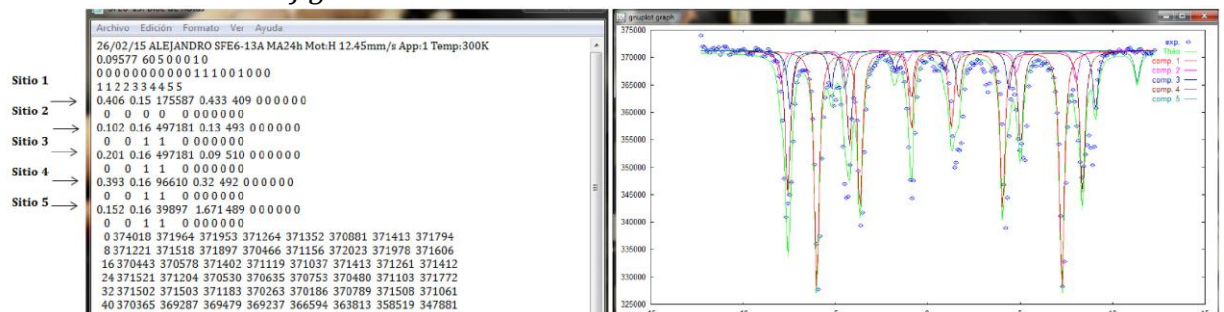 Archivo Edición Formato Ver Ayuda
26/02/15 ALEJANDRO SFE6-13A MA24h Mot:H 12.45mm/s App:1 Temp:300K
0.09577 60 5 0 0 0 1 0
0 0 0 0 0 0 0 0 0 0 0 0 1 1 1 0 0 1 0 0 0
1 1 2 2 3 3 4 4 5 5
Sitio 1
0.406 0.15 175587 0.433 409 0 0 0 0 0 0
Sitio 2
0 0 0 0 0 0 0 0 0 0 0
0.102 0.16 497181 0.13 493 0 0 0 0 0 0
Sitio 3
0 0 1 1 0 0 0 0 0 0 0
0.201 0.16 497181 0.09 510 0 0 0 0 0 0
Sitio 4
0 0 1 1 0 0 0 0 0 0 0
0.393 0.16 96610 0.32 492 0 0 0 0 0 0
Sitio 5
0 0 1 1 0 0 0 0 0 0 0
0.152 0.16 39897 1.671 489 0 0 0 0 0 0
0 0 1 1 0 0 0 0 0 0 0
0 374018 371964 371953 371264 371352 370881 371413 371794
8 371221 371518 371897 370466 371156 372023 371978 371606
16 370443 370578 371402 371119 371037 371413 371261 371412
24 371521 371204 370530 370635 370753 370480 371103 371772
32 371502 371503 371183 370263 370186 370789 371508 371061
40 370365 369287 369479 369237 366594 363813 358519 347881
gnuplot graph
375000
370000
365000
360000
355000
350000
345000
340000
335000
330000
325000
exp.
Théo
comp. 1
comp. 2
comp. 3
comp. 4
comp. 5